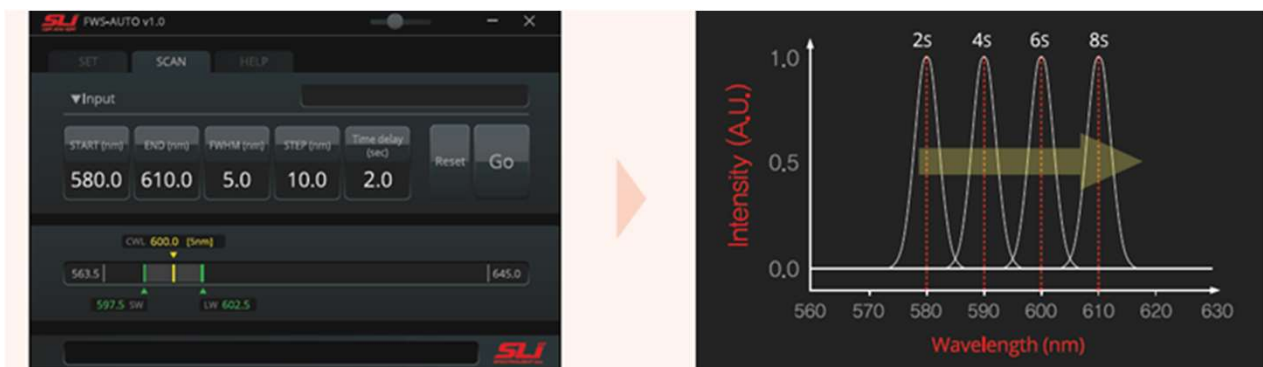 SLi FWS-AUTO v1.0
SET SCAN HELP
▼Input
START (nm) END (nm) FWHM (nm) STEP (nm) Time delay (sec)
580.0 610.0 5.0 10.0 2.0
Reset Go
CWL 600.0 [5nm]
563.5 645.0
597.5 SW LW 602.5
SLi
2s 4s 6s 8s
1.0
0.5
0.0
Intensity (A.U.)
560 570 580 590 600 610 620 630
Wavelength (nm)